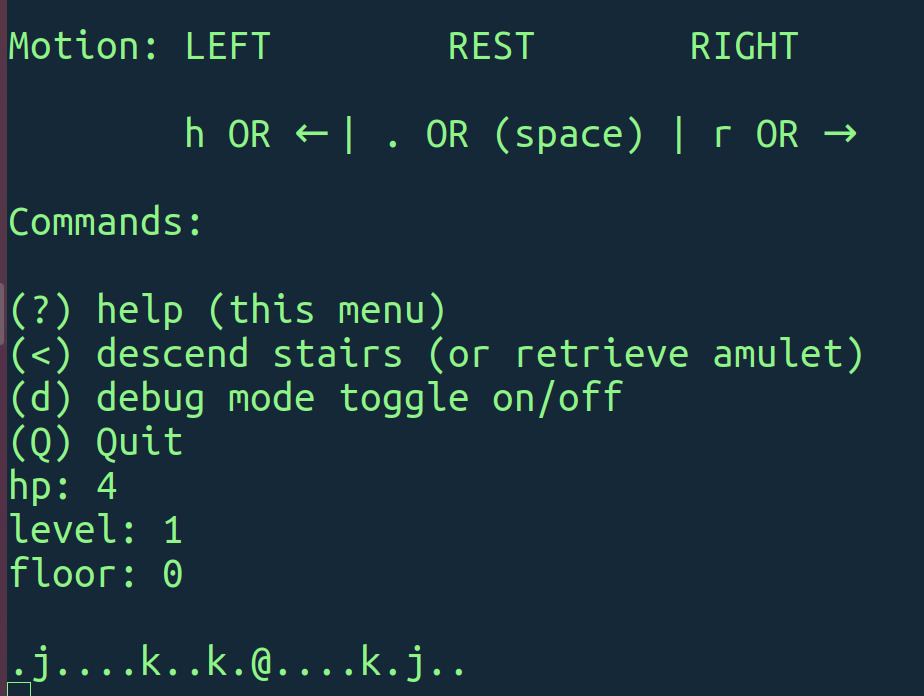 Motion: LEFT        REST       RIGHT
        h OR ←| . OR (space) | r OR →
Commands:
(?) help (this menu)
(<) descend stairs (or retrieve amulet)
(d) debug mode toggle on/off
(Q) Quit
hp: 4
level: 1
floor: 0
.j....k..k.@....k.j..